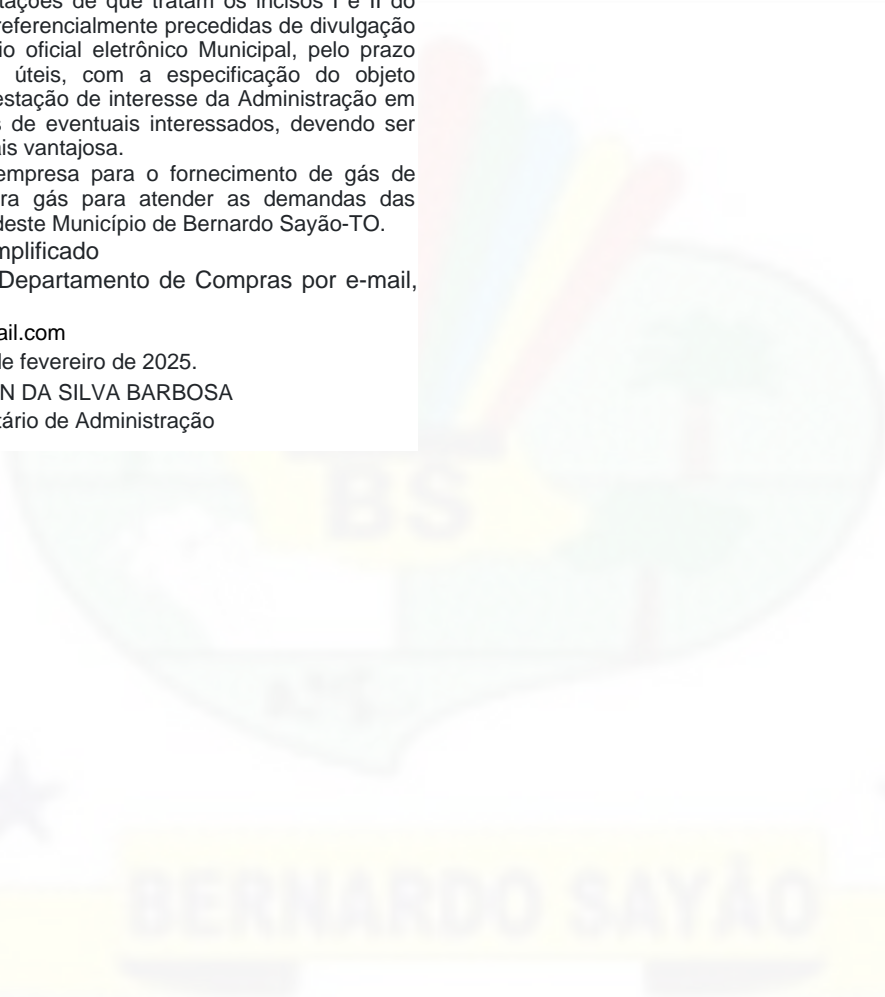 tações de que tratam os incisos I e II do
referencialmente precedidas de divulgação
io oficial eletrônico Municipal, pelo prazo
úteis, com a especificação do objeto
estação de interesse da Administração em
s de eventuais interessados, devendo ser
is vantajosa.
empresa para o fornecimento de gás de
ra gás para atender as demandas das
deste Município de Bernardo Sayão-TO.
mplificado
Departamento de Compras por e-mail,
ail.com
de fevereiro de 2025.
N DA SILVA BARBOSA
tário de Administração
BS
BERNARDO SAYÃO